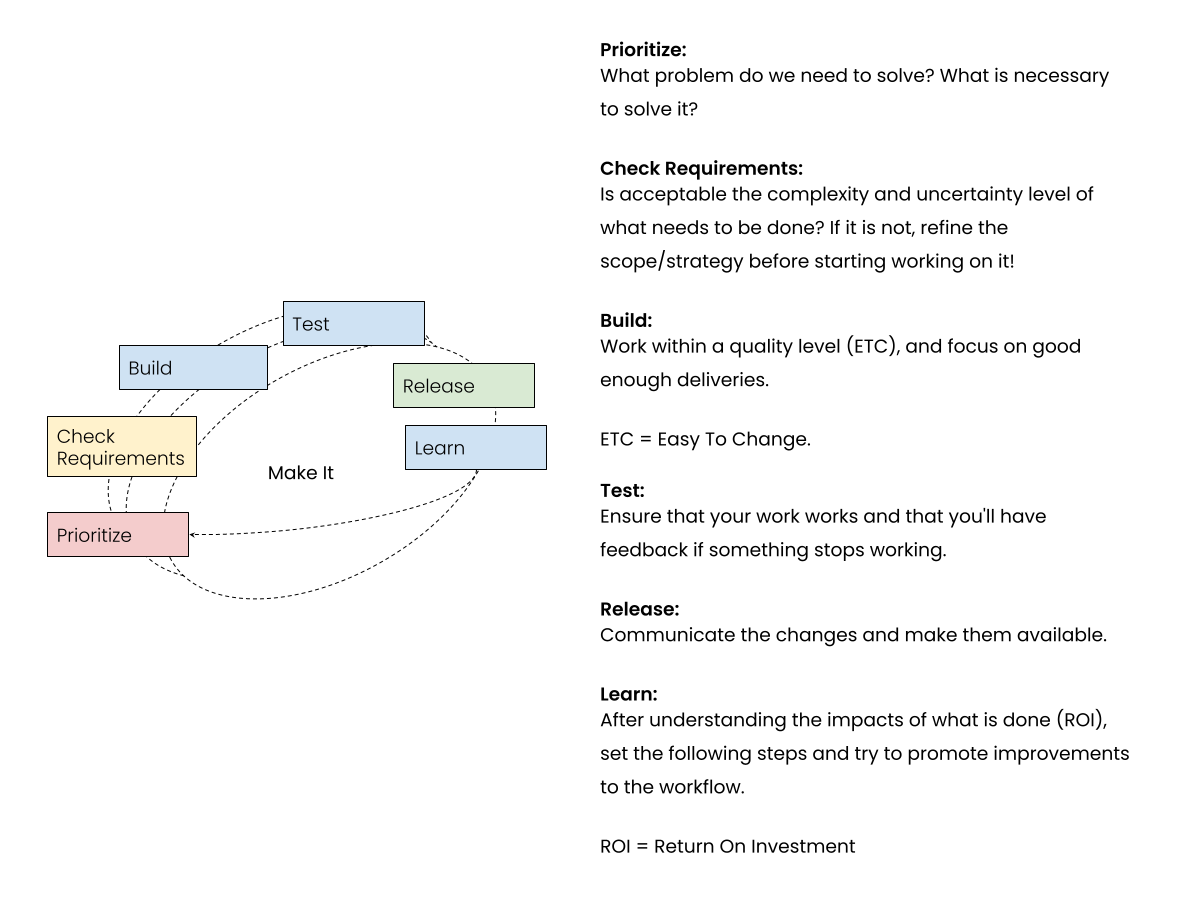 Test
Build
Release
Check
Requirements
Learn
Make It
Prioritize
Prioritize:
What problem do we need to solve? What is necessary
to solve it?
Check Requirements:
Is acceptable the complexity and uncertainty level of
what needs to be done? If it is not, refine the
scope/strategy before starting working on it!
Build:
Work within a quality level (ETC), and focus on good
enough deliveries.
ETC = Easy To Change.
Test:
Ensure that your work works and that you'll have
feedback if something stops working.
Release:
Communicate the changes and make them available.
Learn:
After understanding the impacts of what is done (ROI),
set the following steps and try to promote improvements
to the workflow.
ROI = Return On Investment